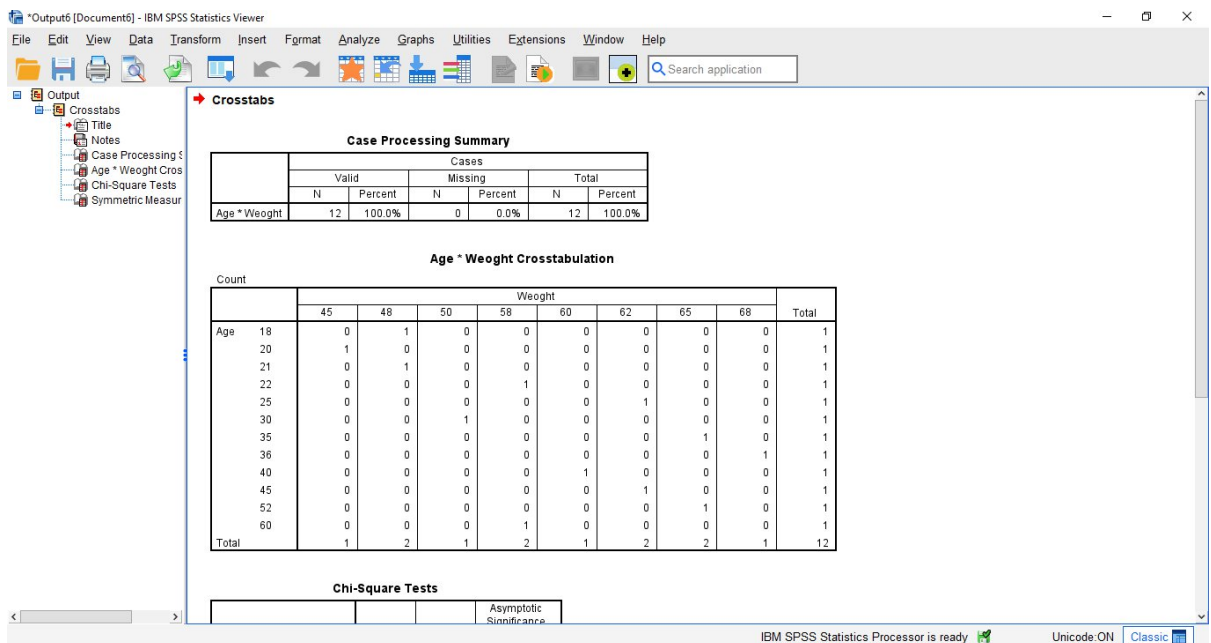 *Output6 [Document6] - IBM SPSS Statistics Viewer
File Edit View Data Transform Insert Format Analyze Graphs Utilities Extensions Window Help
Search application
Output
Crosstabs
Title
Notes
Case Processing S
Age * Weoght Cros
Chi-Square Tests
Symmetric Measur
Crosstabs
Case Processing Summary
Cases
Valid Missing Total
N Percent N Percent N Percent
Age * Weoght 12 100.0% 0 0.0% 12 100.0%
Age * Weoght Crosstabulation
Count
Weoght
45 48 50 58 60 62 65 68 Total
Age 18 0 1 0 0 0 0 0 0 1
20 1 0 0 0 0 0 0 0 1
21 0 1 0 0 0 0 0 0 1
22 0 0 0 1 0 0 0 0 1
25 0 0 0 0 0 1 0 0 1
30 0 0 1 0 0 0 0 0 1
35 0 0 0 0 0 0 1 0 1
36 0 0 0 0 0 0 0 1 1
40 0 0 0 0 1 0 0 0 1
45 0 0 0 0 0 1 0 0 1
52 0 0 0 0 0 0 1 0 1
60 0 0 0 1 0 0 0 0 1
Total 1 2 1 2 1 2 2 1 12
Chi-Square Tests
Asymptotic
Significance
IBM SPSS Statistics Processor is ready Unicode:ON Classic